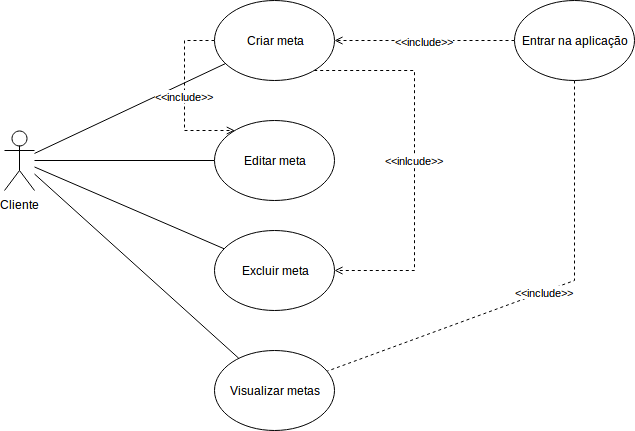 Criar meta
<<include>>
Entrar na aplicação
<<include>>
Editar meta
<<inlcude>>
Cliente
Excluir meta
<<include>>
Visualizar metas